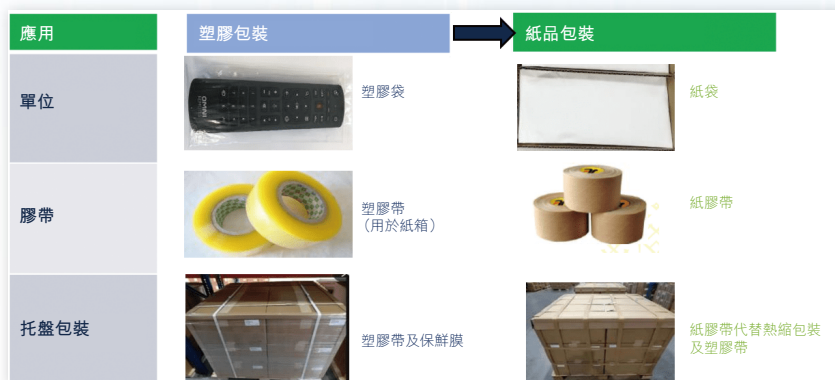 應用
塑膠包裝
紙品包裝
單位
塑膠袋
紙袋
膠帶
塑膠帶
（用於紙箱）
紙膠帶
托盤包裝
塑膠帶及保鮮膜
紙膠帶代替熱縮包裝
及塑膠帶